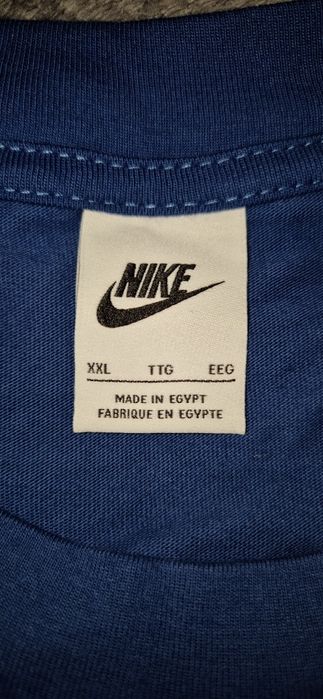 NIKE
XXL TTG EEG
MADE IN EGYPT
FABRIQUE EN EGYPTE